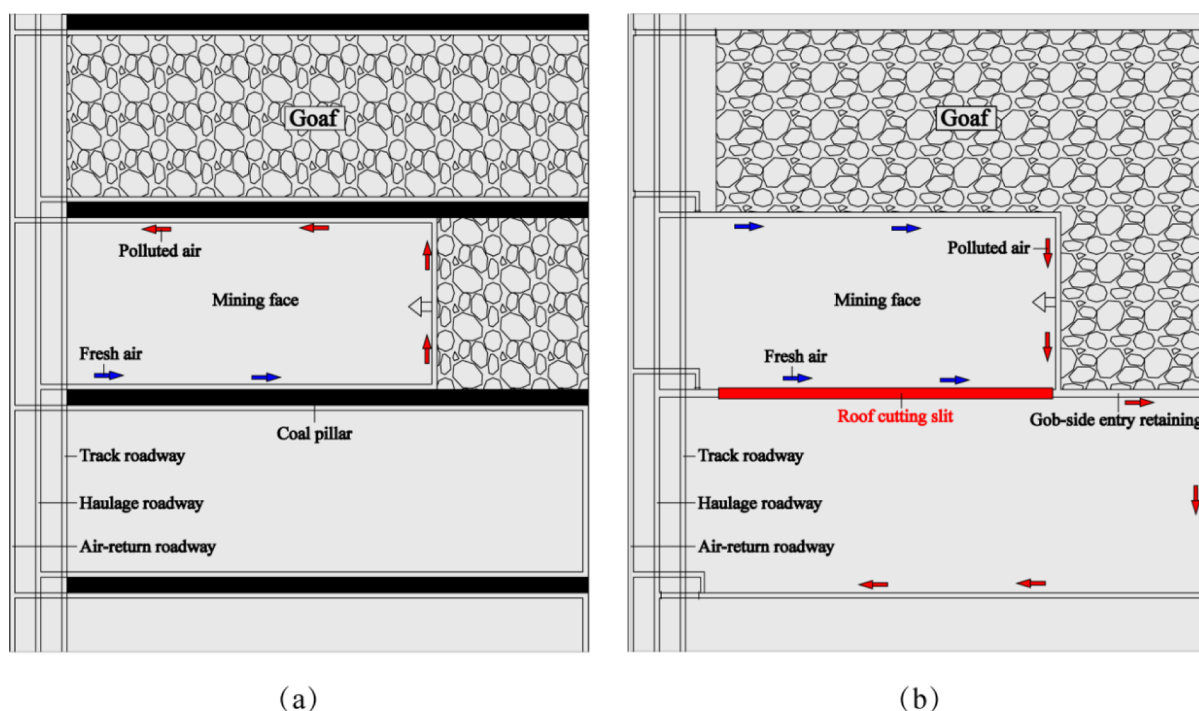 Goaf
Polluted air
Mining face
Fresh air
Coal pillar
Track roadway
Haulage roadway
Air-return roadway
(a)
Goaf
Polluted air
Mining face
Fresh air
Roof cutting slit
Gob-side entry retaining
Track roadway
Haulage roadway
Air-return roadway
(b)